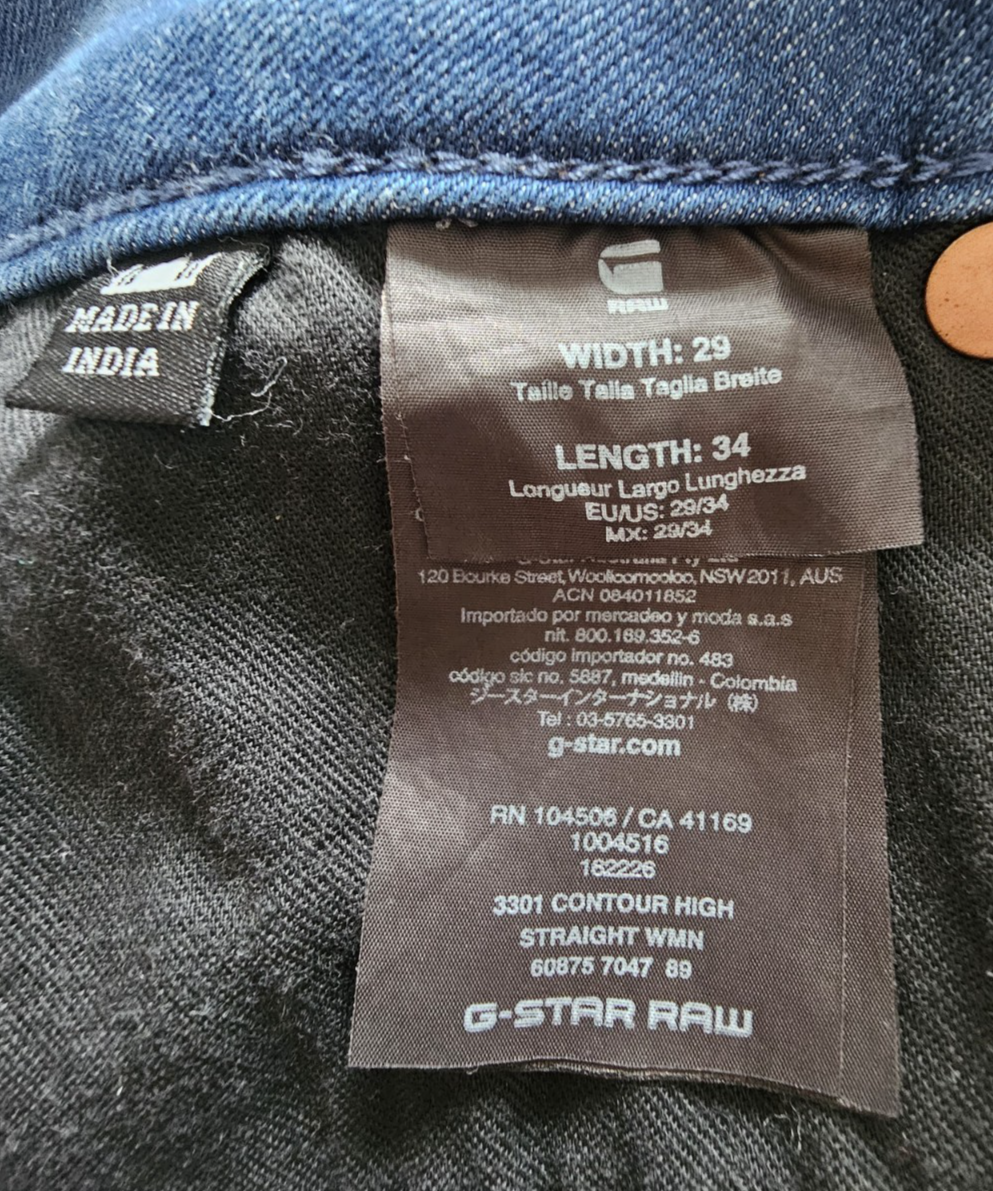 MADE IN
INDIA
RAW
WIDTH: 29
Taille Talla Taglia Breite
LENGTH: 34
Longueur Largo Lunghezza
EU/US: 29/34
MX: 29/34
G-Star Australia Pty Ltd
120 Bourke Street, Woolloomooloo, NSW 2011, AUS
ACN 084011852
Importado por mercadeo y moda s.a.s
nit. 800.169.352-6
código importador no. 483
código sic no. 5887, medellin - Colombia
ジースターインターナショナル (株)
Tel : 03-5765-3301
g-star.com
RN 104506 / CA 41169
1004516
162226
3301 CONTOUR HIGH
STRAIGHT WMN
60875 7047 89
G-STAR RAW